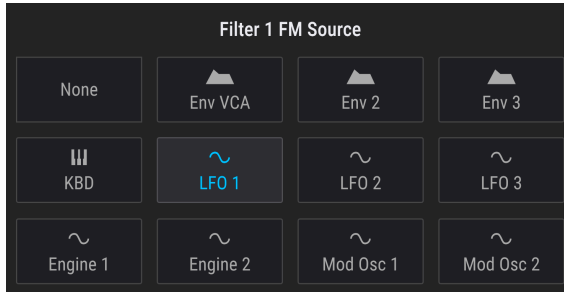 Filter 1 FM Source
None
Env VCA
Env 2
Env 3
KBD
LFO 1
LFO 2
LFO 3
Engine 1
Engine 2
Mod Osc 1
Mod Osc 2